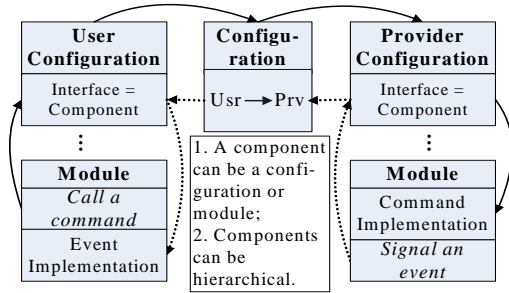 User
Configuration
Interface =
Component
⋮
Module
Call a
command
Event
Implementation
Configu-
ration
Usr → Prv
1. A component
can be a confi-
guration or
module;
2. Components
can be
hierarchical.
Provider
Configuration
Interface =
Component
⋮
Module
Command
Implementation
Signal an
event